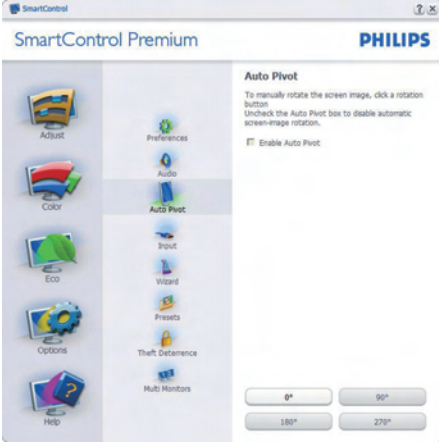 SmartControl
SmartControl Premium
PHILIPS
Adjust
Color
Eco
Options
Help
Preferences
Audio
Auto Pivot
Input
Wizard
Presets
Theft Deterrence
Multi Monitors
Auto Pivot
To manually rotate the screen image, click a rotation
button
Uncheck the Auto Pivot box to disable automatic
screen-image rotation.
Enable Auto Pivot
0°
90°
180°
270°